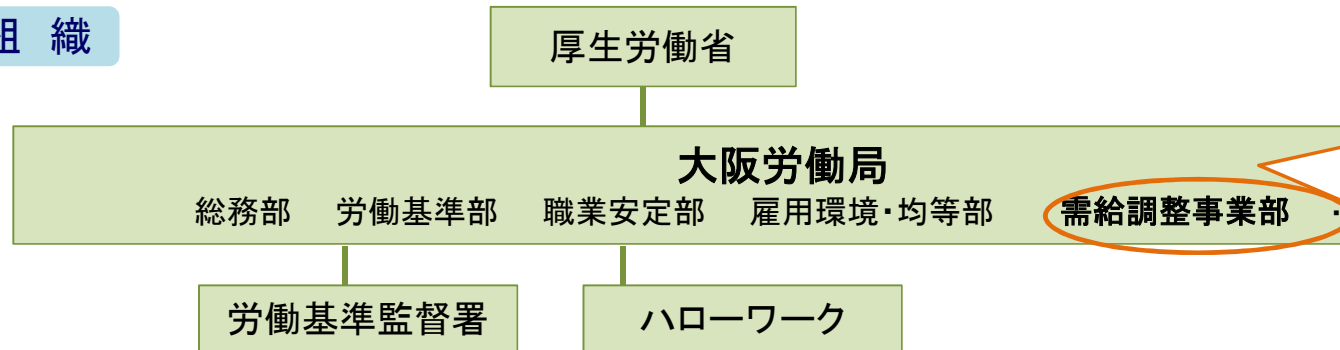 組 織
厚生労働省
大阪労働局
総務部 労働基準部 職業安定部 雇用環境・均等部 需給調整事業部
労働基準監督署 ハローワーク